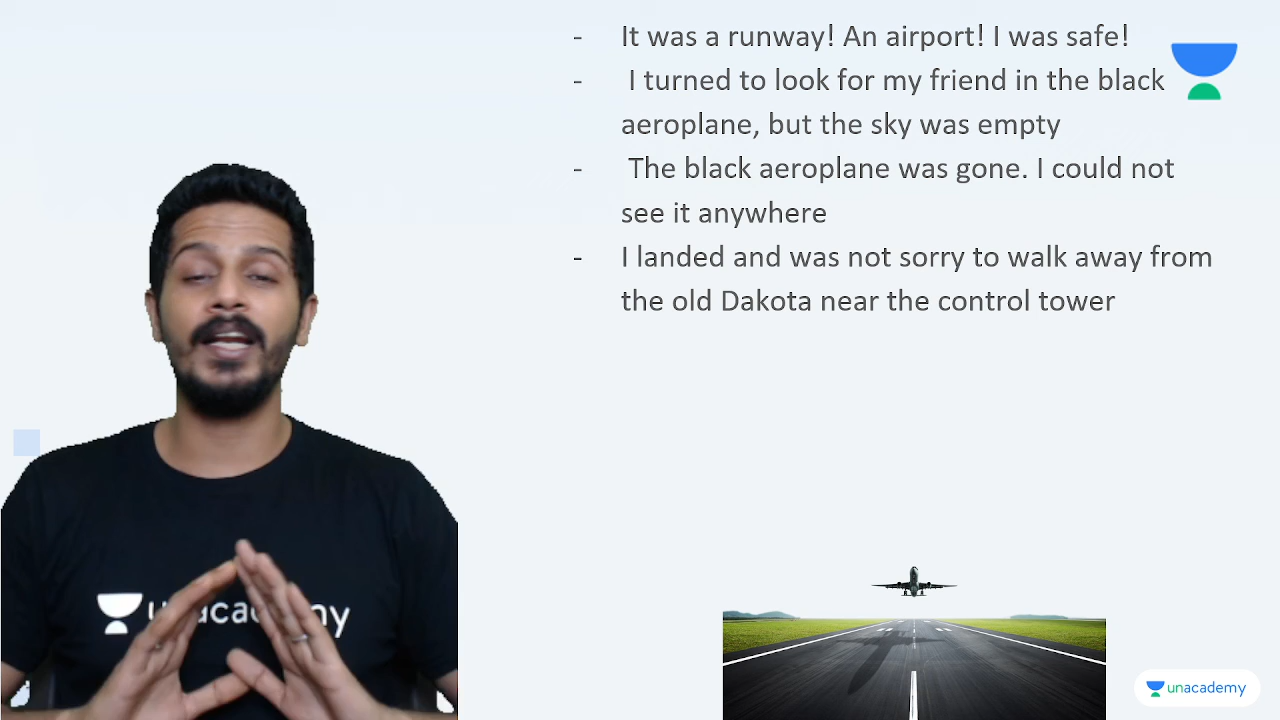 - It was a runway! An airport! I was safe!
- I turned to look for my friend in the black
aeroplane, but the sky was empty
- The black aeroplane was gone. I could not
see it anywhere
- I landed and was not sorry to walk away from
the old Dakota near the control tower
unacademy
unacademy